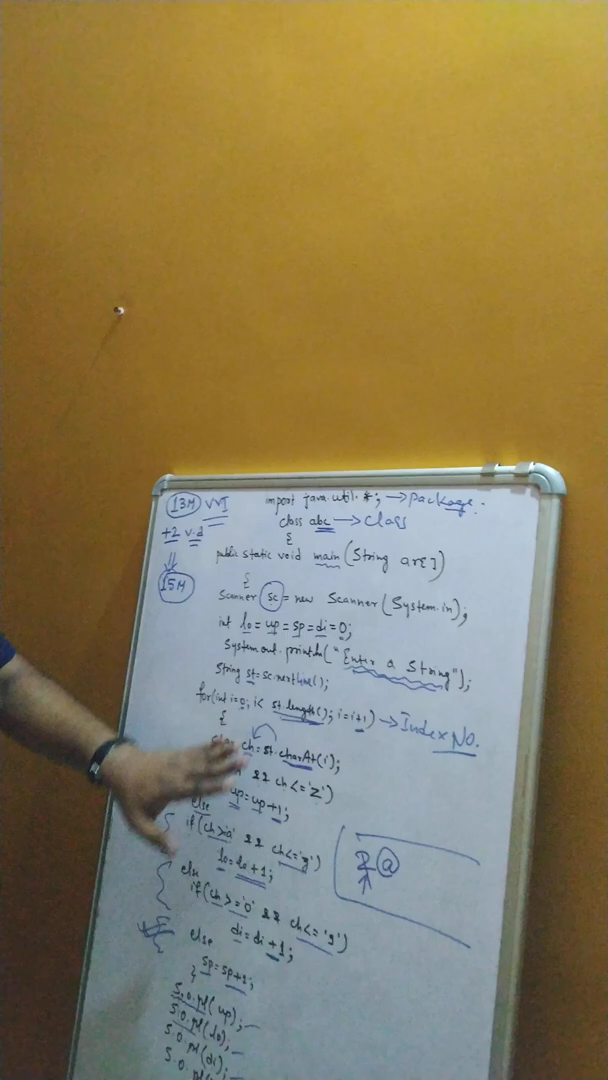 13M VVI
+2 v.d
15M
import java.util.*; → package.
class abc → class
{
public static void main (String ar[])
{
Scanner sc = new Scanner (System.in);
int lo = up = sp = di = 0;
System.out.println("Enter a String");
String st = sc.nextLine();
for(int i=0; i< st.length(); i=i+1) → Index No.
{
ch = st.charAt(i);
&& ch<='Z')
up = up+1;
else
if(ch>'a' && ch<='z')
lo = lo+1;
else
if(ch>='0' && ch<='9')
di = di+1;
else
sp = sp+1;
}
S.o.pl(up);
S.o.pl(lo);
S.o.pl(di);
S.o.pl(
R a